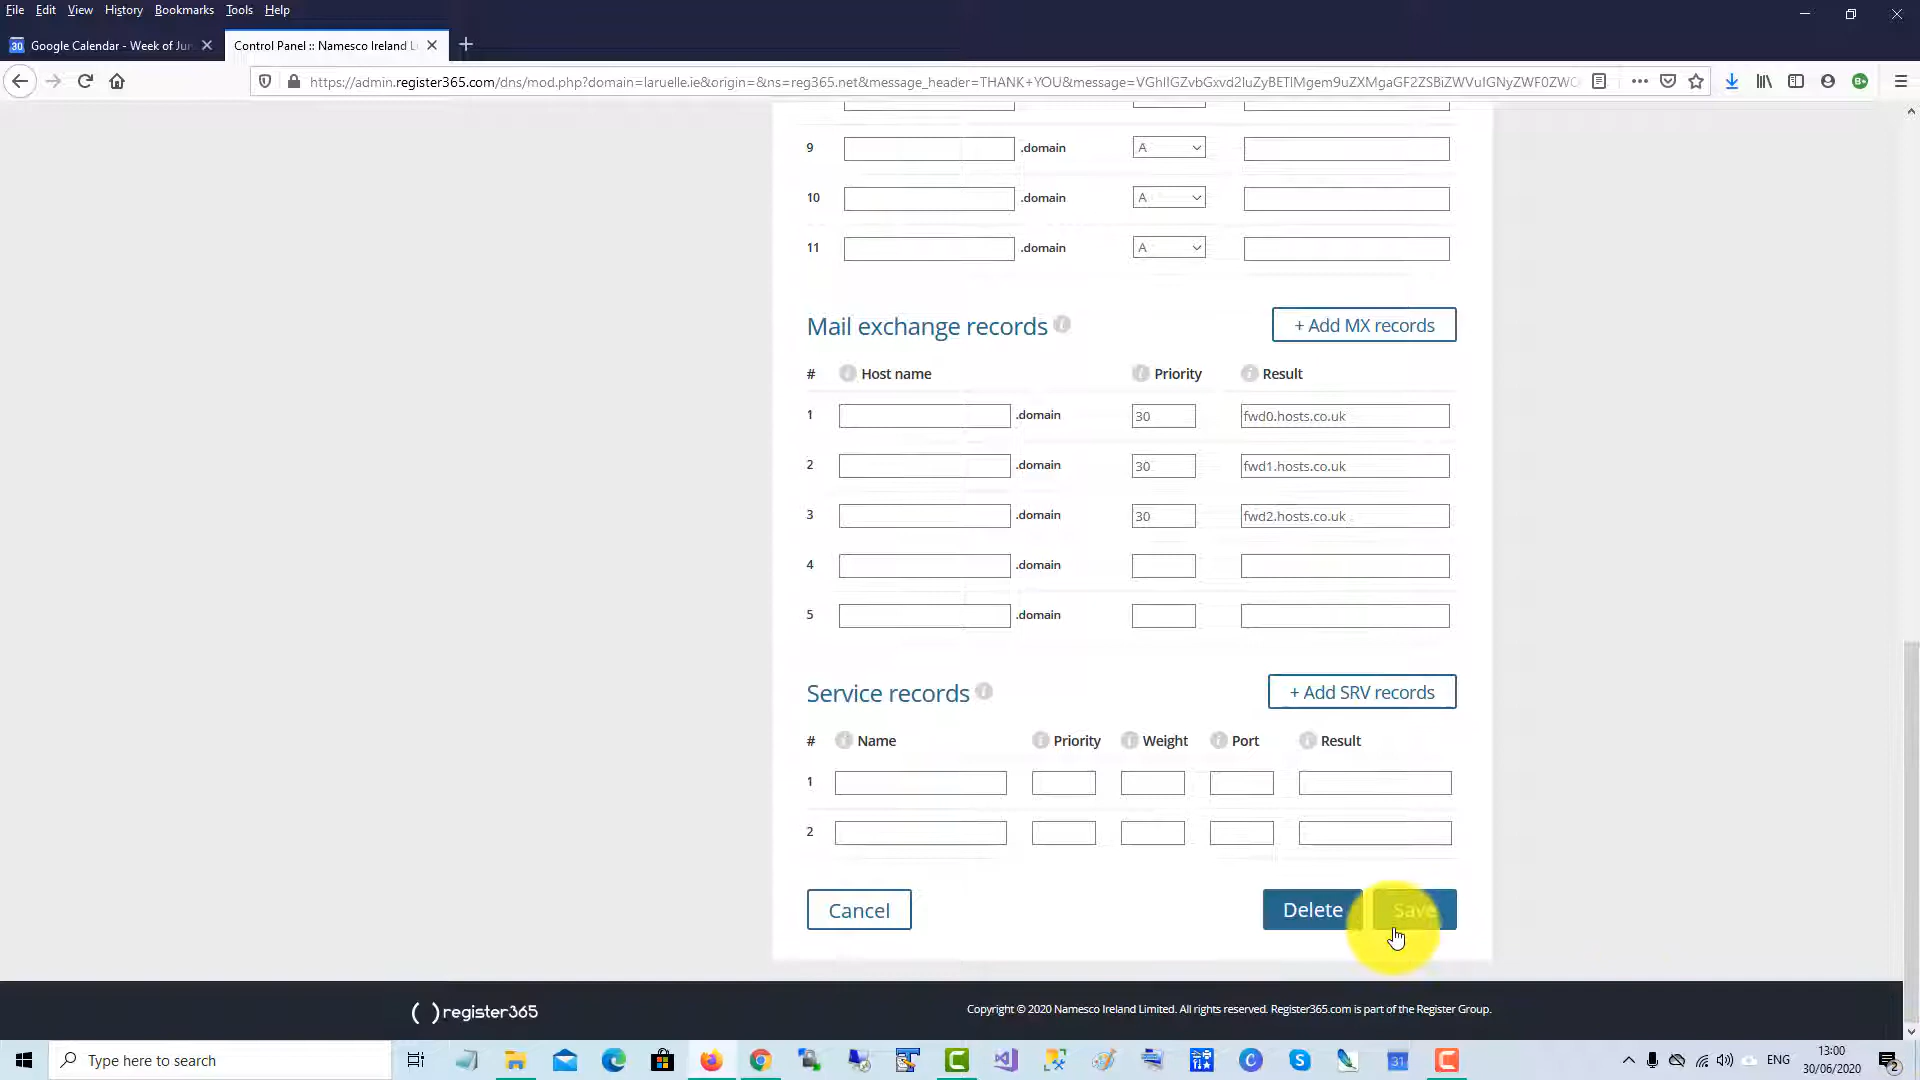 File Edit View History Bookmarks Tools Help
30 Google Calendar - Week of Jun
Control Panel :: Namesco Ireland L
https://admin.register365.com/dns/mod.php?domain=laruelle.ie&origin=&ns=reg365.net&message_header=THANK+YOU&message=
9 .domain A
10 .domain A
11 .domain A
Mail exchange records i + Add MX records
# i Host name i Priority i Result
1 .domain 30 fwd0.hosts.co.uk
2 .domain 30 fwd1.hosts.co.uk
3 .domain 30 fwd2.hosts.co.uk
4 .domain
5 .domain
Service records i + Add SRV records
# i Name i Priority i Weight i Port i Result
1
2
Cancel Delete Save
( )register365
Copyright © 2020 Namesco Ireland Limited. All rights reserved. Register365.com is part of the Register Group.
Type here to search
31
ENG
13:00
30/06/2020
2